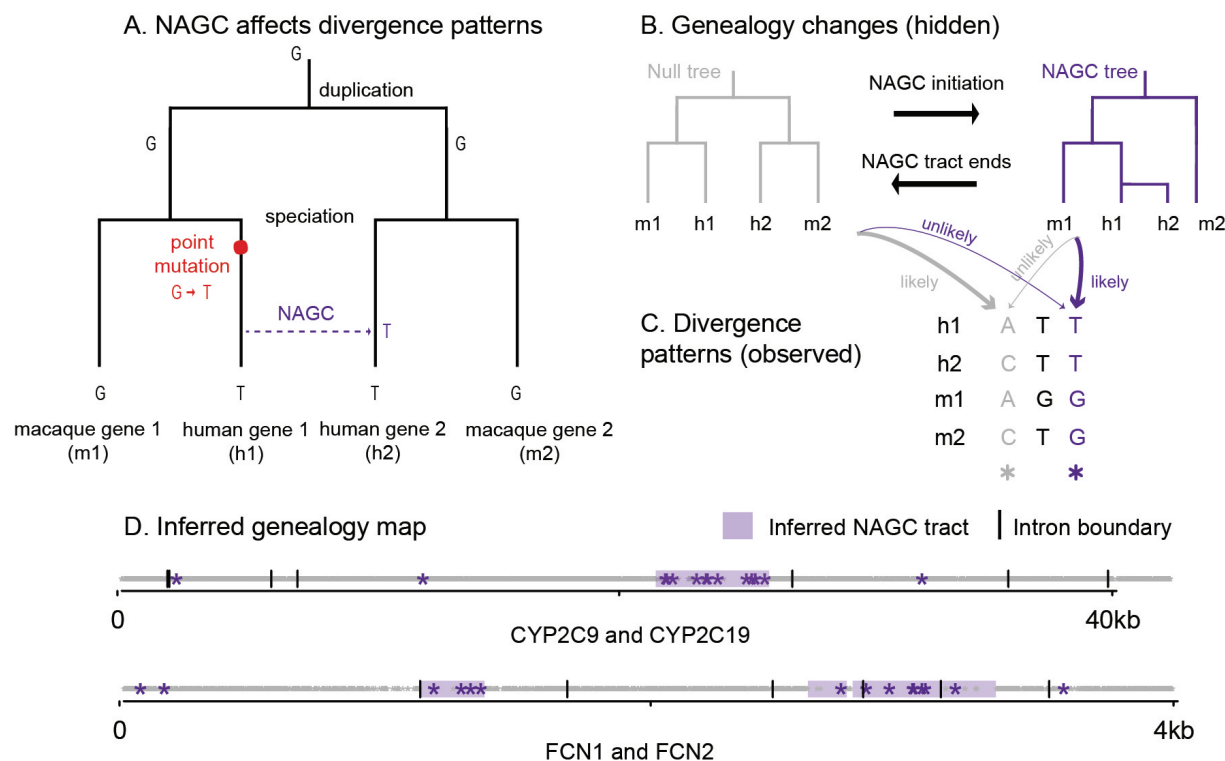 A. NAGC affects divergence patterns
G
duplication
G
G
speciation
point
mutation
G → T
NAGC
T
G
T
T
G
macaque gene 1
(m1)
human gene 1
(h1)
human gene 2
(h2)
macaque gene 2
(m2)
B. Genealogy changes (hidden)
Null tree
NAGC initiation
NAGC tree
NAGC tract ends
m1 h1 h2 m2
m1 h1 h2 m2
unlikely
unlikely
likely
likely
C. Divergence
patterns (observed)
h1 A T T
h2 C T T
m1 A G G
m2 C T G
* *
D. Inferred genealogy map
Inferred NAGC tract
Intron boundary
0
40kb
CYP2C9 and CYP2C19
0
4kb
FCN1 and FCN2